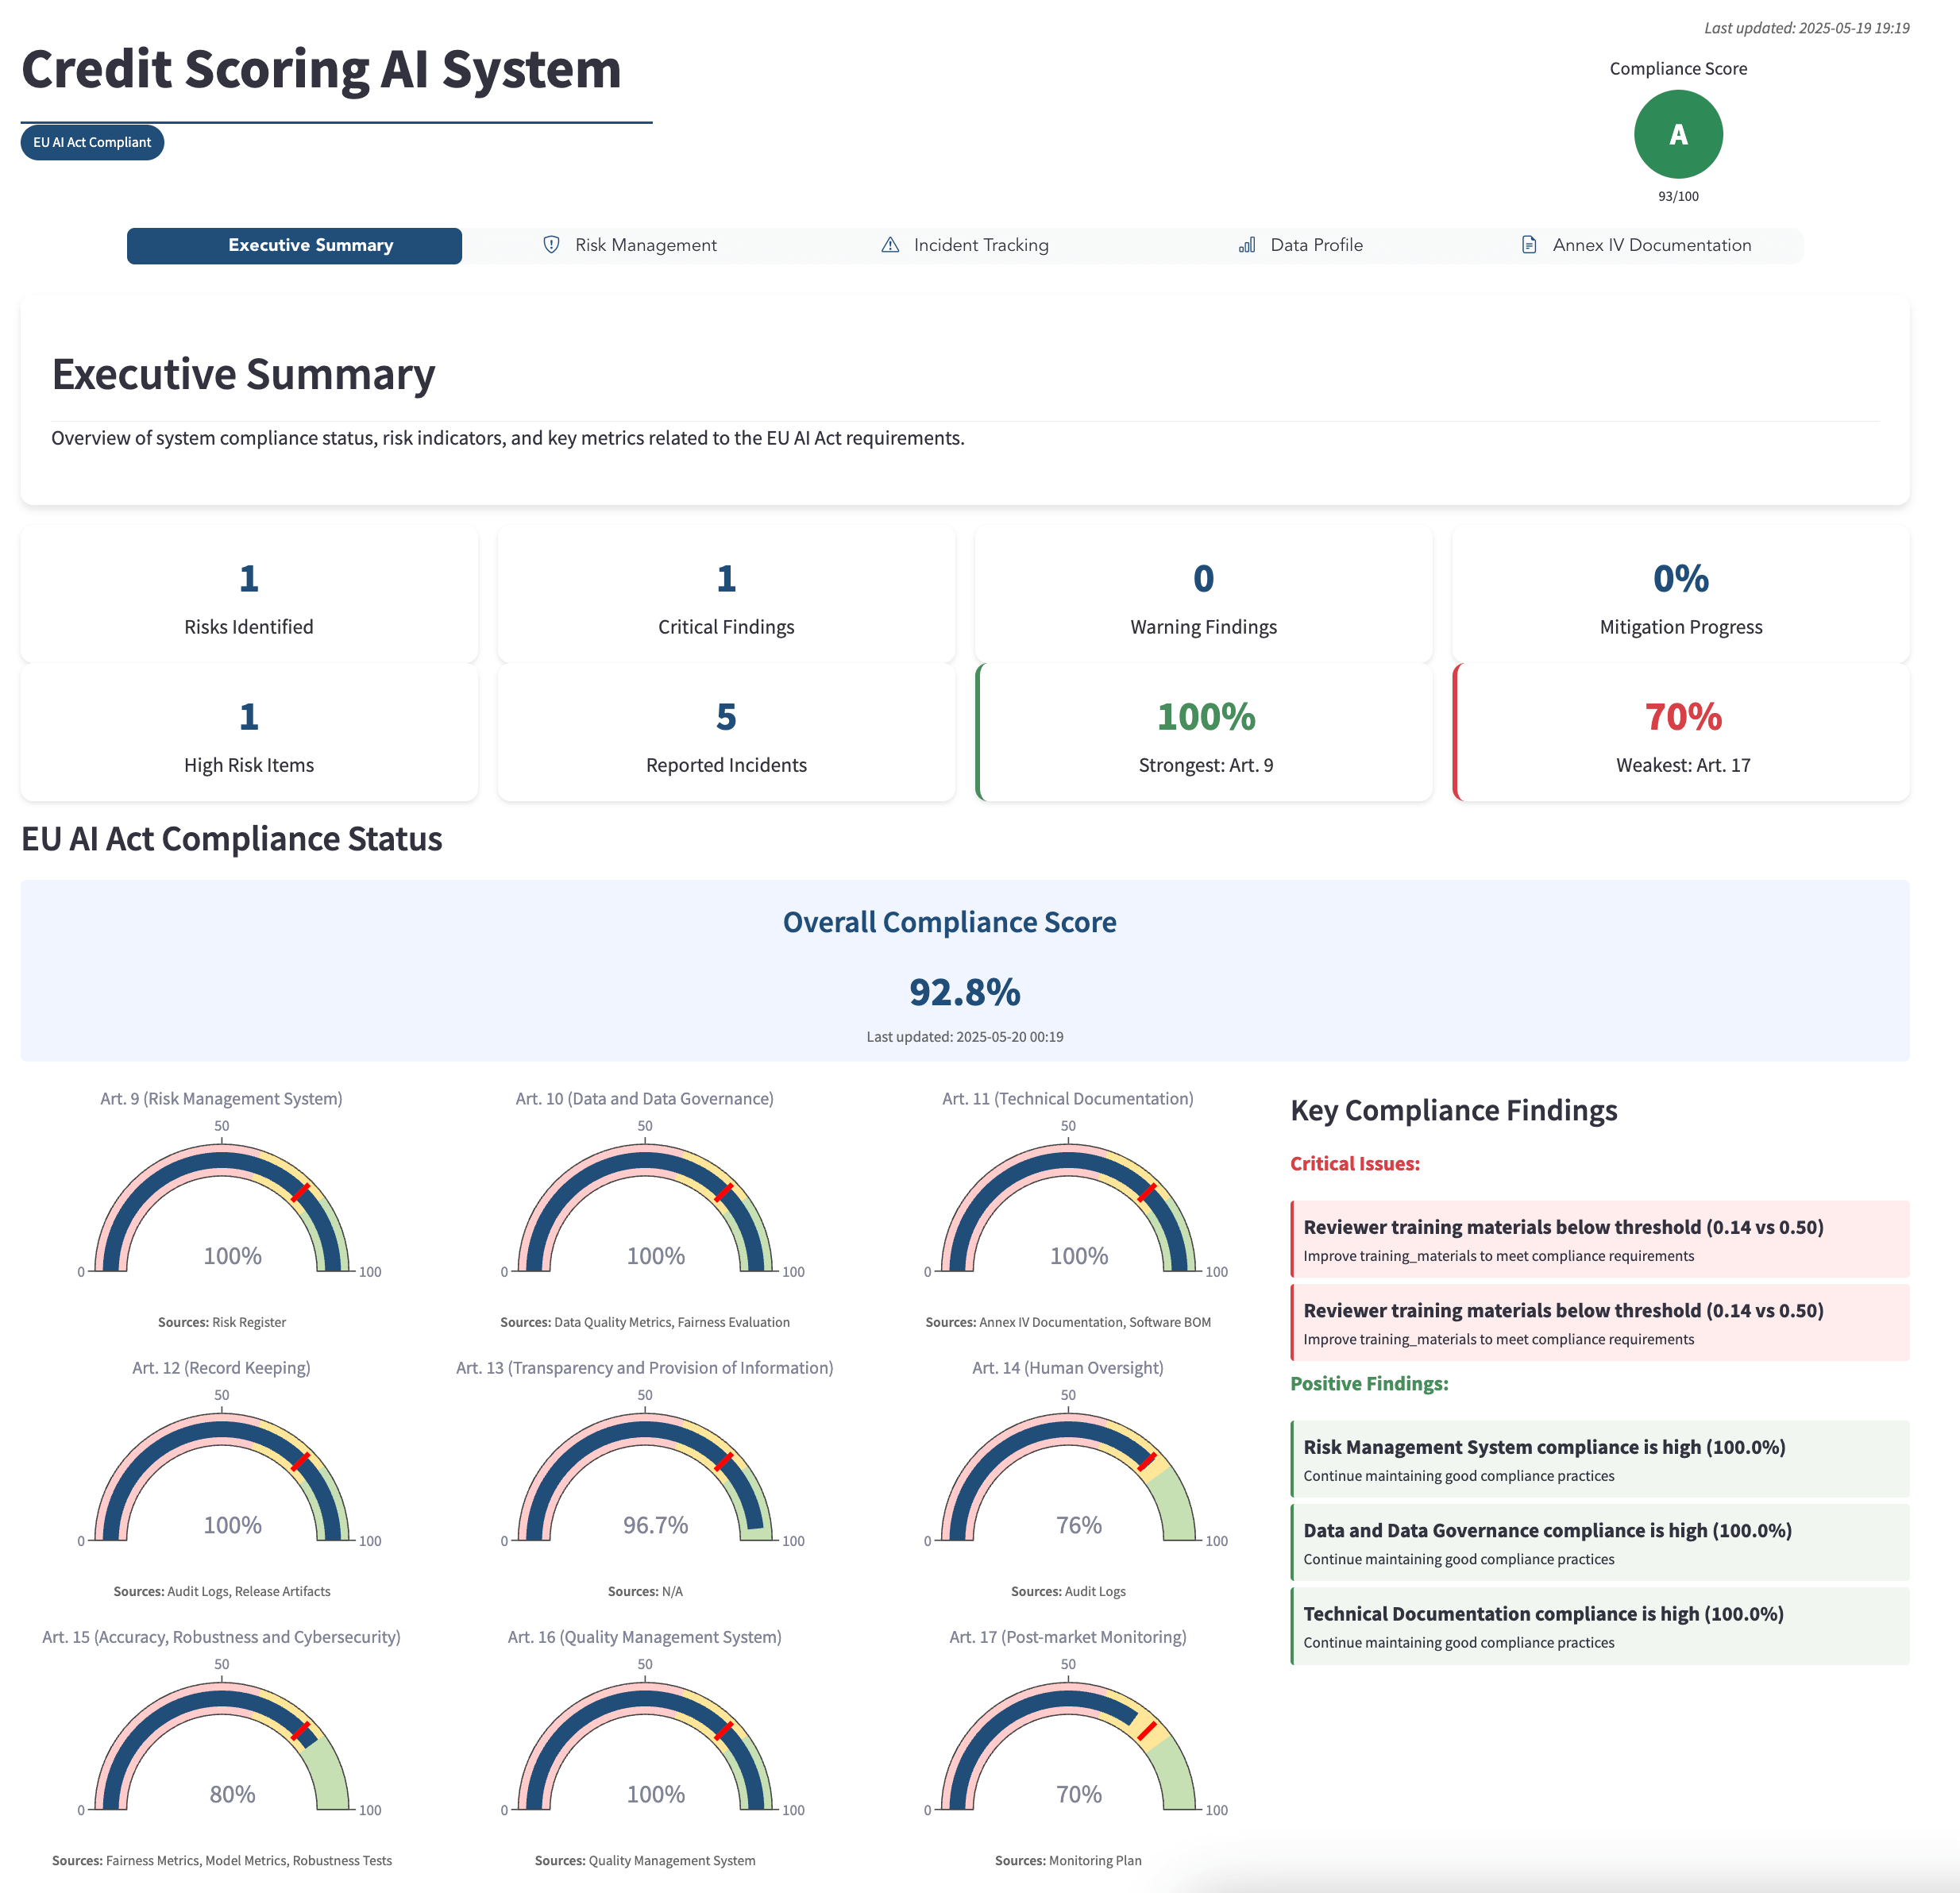 Last updated: 2025-05-19 19:19
Credit Scoring AI System
Compliance Score
A
93/100
EU AI Act Compliant
Executive Summary
Risk Management
Incident Tracking
Data Profile
Annex IV Documentation
Executive Summary
Overview of system compliance status, risk indicators, and key metrics related to the EU AI Act requirements.
1
Risks Identified
1
Critical Findings
0
Warning Findings
0%
Mitigation Progress
1
High Risk Items
5
Reported Incidents
100%
Strongest: Art. 9
70%
Weakest: Art. 17
EU AI Act Compliance Status
Overall Compliance Score
92.8%
Last updated: 2025-05-20 00:19
Art. 9 (Risk Management System)
50
0
100%
100
Sources: Risk Register
Art. 10 (Data and Data Governance)
50
0
100%
100
Sources: Data Quality Metrics, Fairness Evaluation
Art. 11 (Technical Documentation)
50
0
100%
100
Sources: Annex IV Documentation, Software BOM
Art. 12 (Record Keeping)
50
0
100%
100
Sources: Audit Logs, Release Artifacts
Art. 13 (Transparency and Provision of Information)
50
0
96.7%
100
Sources: N/A
Art. 14 (Human Oversight)
50
0
76%
100
Sources: Audit Logs
Art. 15 (Accuracy, Robustness and Cybersecurity)
50
0
80%
100
Sources: Fairness Metrics, Model Metrics, Robustness Tests
Art. 16 (Quality Management System)
50
0
100%
100
Sources: Quality Management System
Art. 17 (Post-market Monitoring)
50
0
70%
100
Sources: Monitoring Plan
Key Compliance Findings
Critical Issues:
Reviewer training materials below threshold (0.14 vs 0.50)
Improve training_materials to meet compliance requirements
Reviewer training materials below threshold (0.14 vs 0.50)
Improve training_materials to meet compliance requirements
Positive Findings:
Risk Management System compliance is high (100.0%)
Continue maintaining good compliance practices
Data and Data Governance compliance is high (100.0%)
Continue maintaining good compliance practices
Technical Documentation compliance is high (100.0%)
Continue maintaining good compliance practices